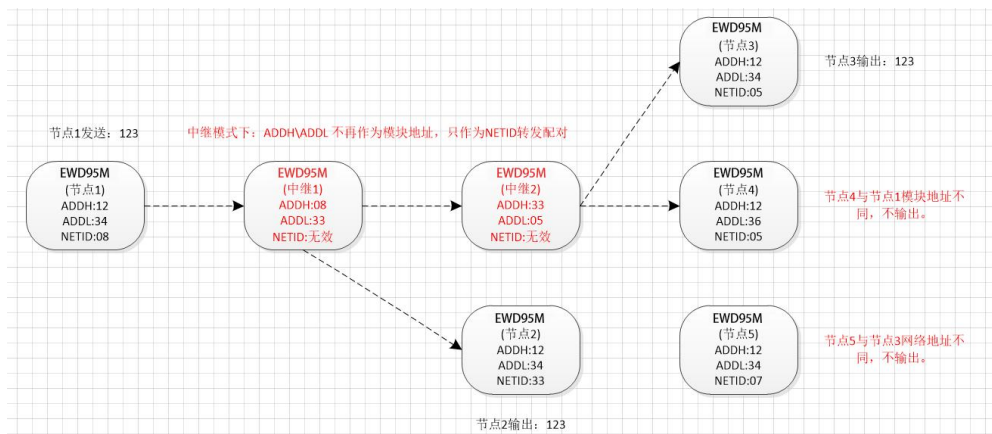 EWD95M
(节点3)
ADDH:12
ADDL:34
NETID:05
节点3输出：123
节点1发送：123
中继模式下：ADDH\ADDL 不再作为模块地址，只作为NETID转发配对
EWD95M
(节点1)
ADDH:12
ADDL:34
NETID:08
EWD95M
(中继1)
ADDH:08
ADDL:33
NETID:无效
EWD95M
(中继2)
ADDH:33
ADDL:05
NETID:无效
EWD95M
(节点4)
ADDH:12
ADDL:36
NETID:05
节点4与节点1模块地址不
同，不输出。
EWD95M
(节点2)
ADDH:12
ADDL:34
NETID:33
EWD95M
(节点5)
ADDH:12
ADDL:34
NETID:07
节点5与节点3网络地址不
同，不输出。
节点2输出：123